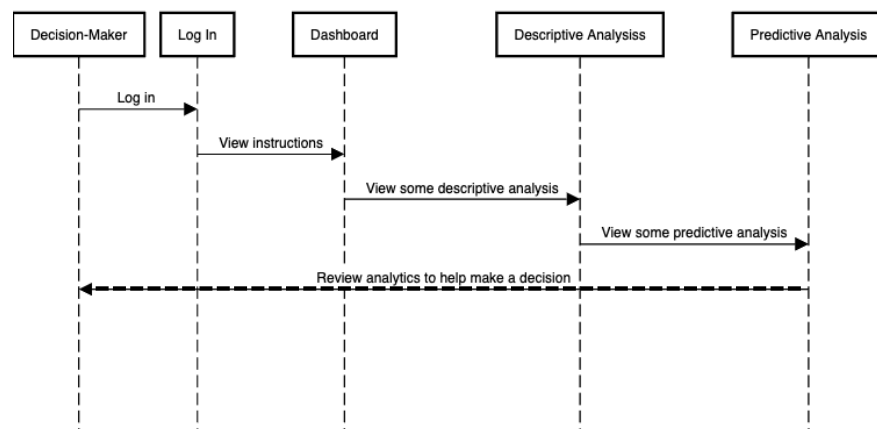 Decision-Maker
Log In
Dashboard
Descriptive Analysiss
Predictive Analysis
Log in
View instructions
View some descriptive analysis
View some predictive analysis
Review analytics to help make a decision